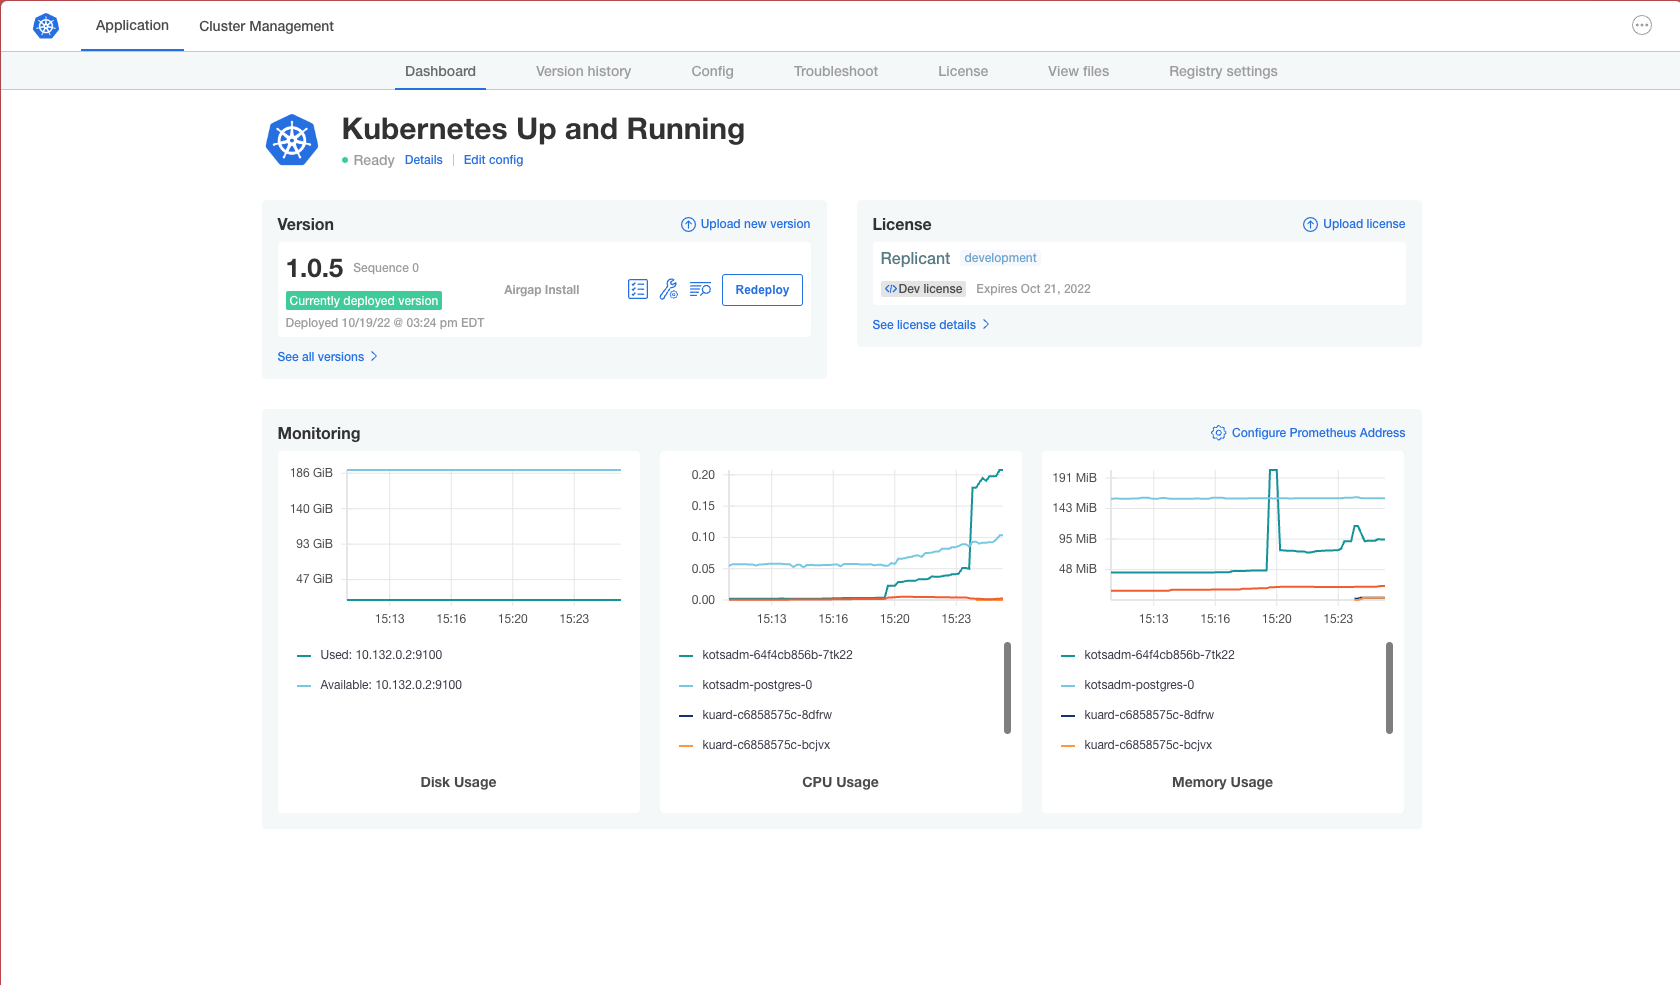 Application
Cluster Management
Dashboard
Version history
Config
Troubleshoot
License
View files
Registry settings
Kubernetes Up and Running
Ready
Details
Edit config
Version
Upload new version
1.0.5
Sequence 0
Currently deployed version
Deployed 10/19/22 @ 03:24 pm EDT
Airgap Install
Redeploy
See all versions
License
Upload license
Replicant
development
Dev license
Expires Oct 21, 2022
See license details
Monitoring
Configure Prometheus Address
186 GiB
140 GiB
93 GiB
47 GiB
15:13
15:16
15:20
15:23
Used: 10.132.0.2:9100
Available: 10.132.0.2:9100
Disk Usage
0.20
0.15
0.10
0.05
0.00
15:13
15:16
15:20
15:23
kotsadm-64f4cb856b-7tk22
kotsadm-postgres-0
kuard-c6858575c-8dfrw
kuard-c6858575c-bcjvx
CPU Usage
191 MiB
143 MiB
95 MiB
48 MiB
15:13
15:16
15:20
15:23
kotsadm-64f4cb856b-7tk22
kotsadm-postgres-0
kuard-c6858575c-8dfrw
kuard-c6858575c-bcjvx
Memory Usage